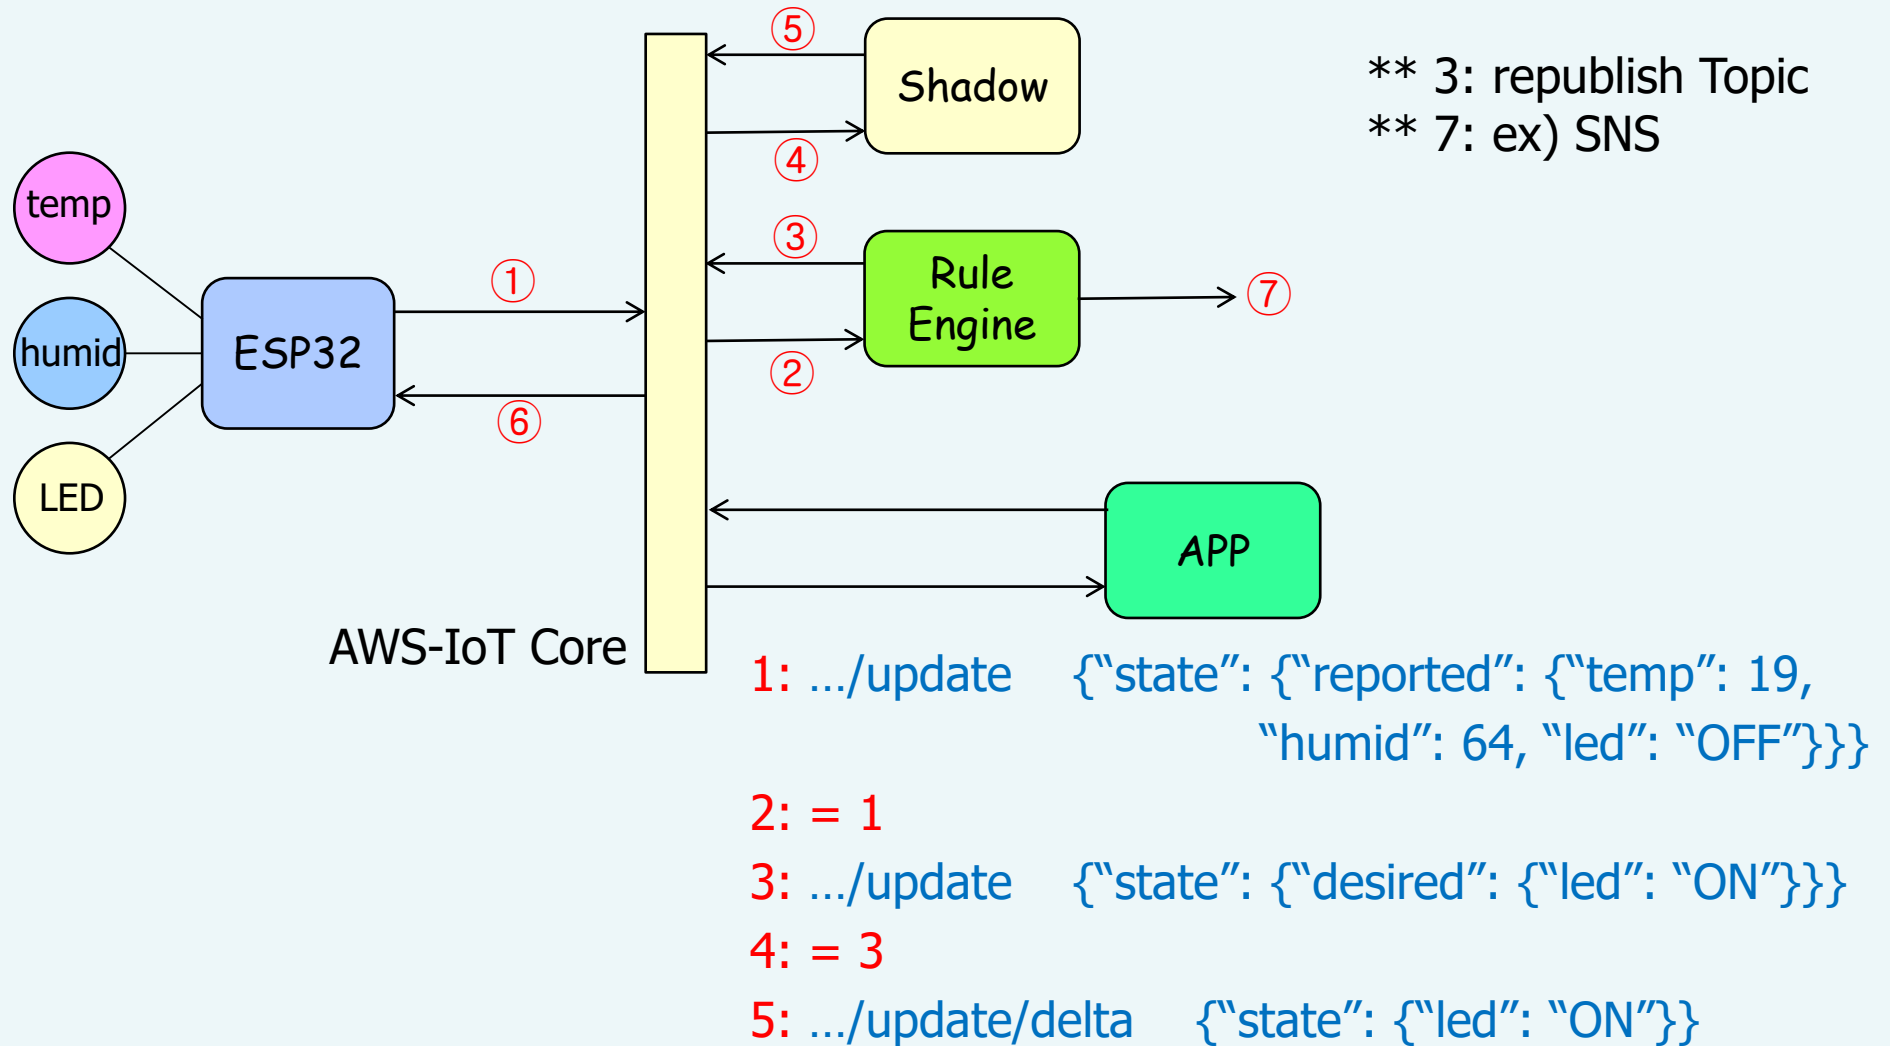 ⑤
Shadow
④
** 3: republish Topic
** 7: ex) SNS
temp
humid
LED
ESP32
①
⑥
③
Rule
Engine
②
⑦
APP
AWS-IoT Core
1: …/update {“state”: {“reported”: {“temp”: 19,
“humid”: 64, “led”: “OFF”}}}
2: = 1
3: …/update {“state”: {“desired”: {“led”: “ON”}}}
4: = 3
5: …/update/delta {“state”: {“led”: “ON”}}